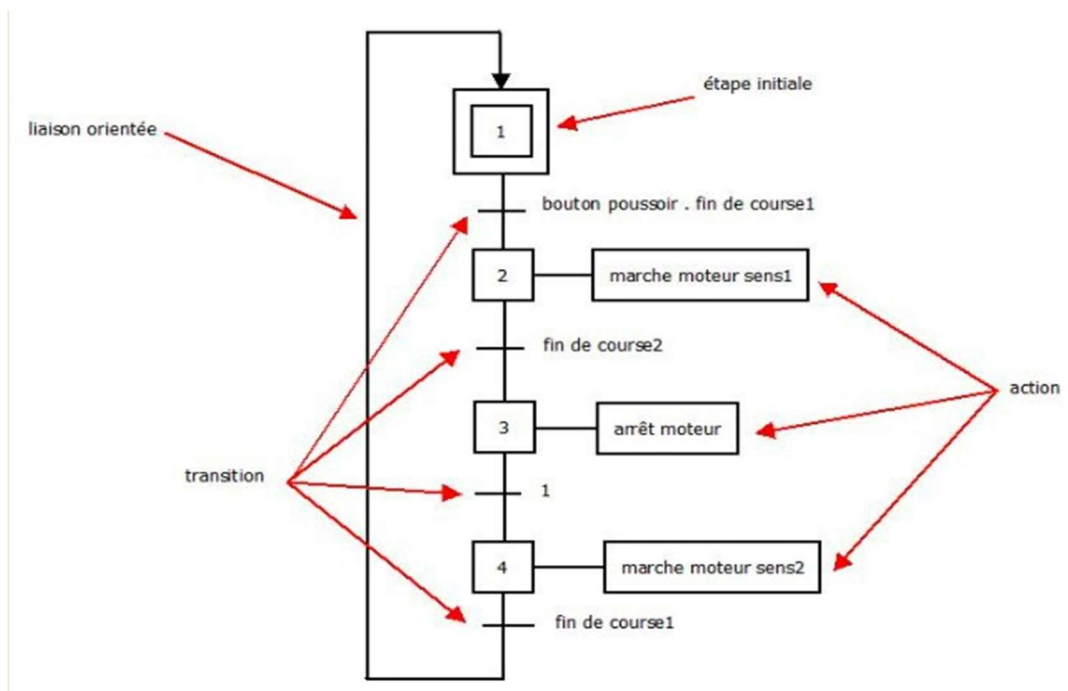 étape initiale
liaison orientée
1
bouton poussoir . fin de course1
2
marche moteur sens1
fin de course2
action
3
arrêt moteur
transition
1
4
marche moteur sens2
fin de course1